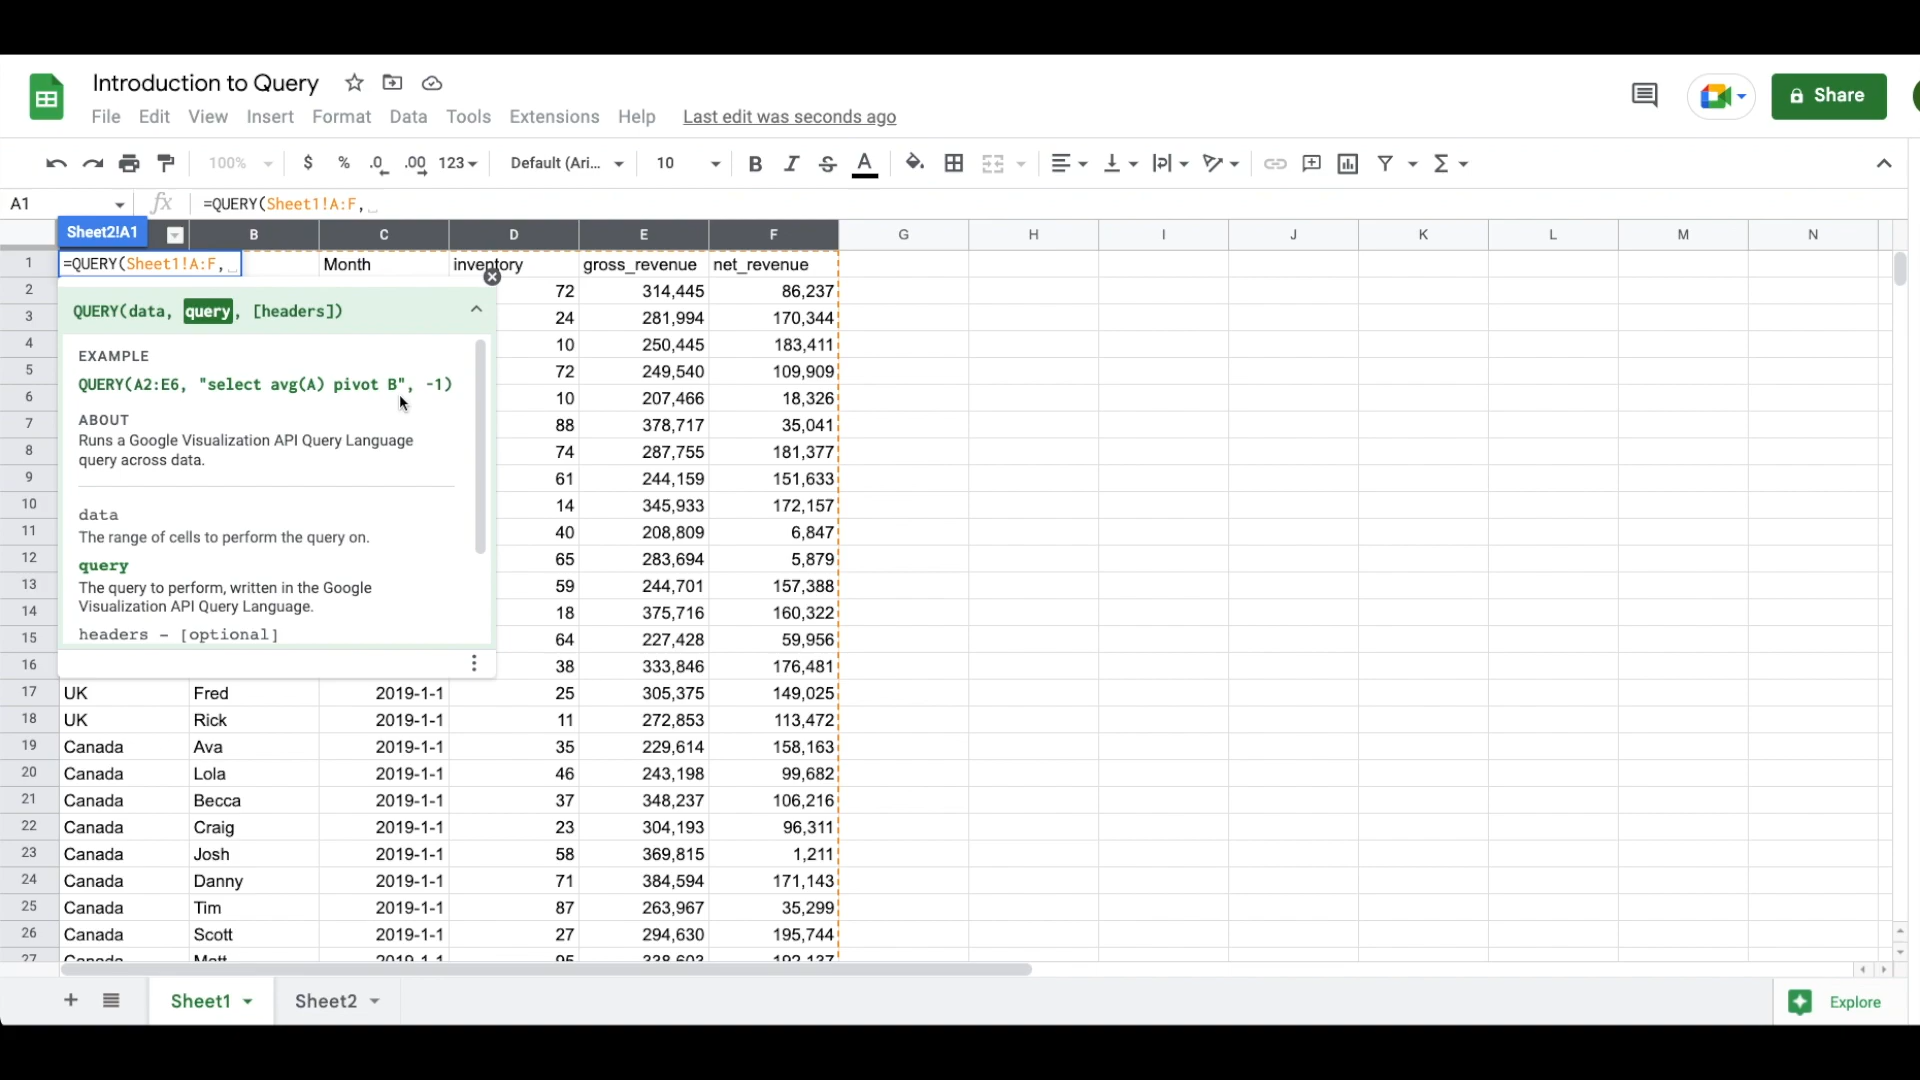 Introduction to Query
File Edit View Insert Format Data Tools Extensions Help Last edit was seconds ago
Share
100% $ % .0 .00 123 Default (Ari... 10 B I S A
A1 fx =QUERY(Sheet1!A:F,
Sheet2!A1 B C D E F G H I J K L M N
1 =QUERY(Sheet1!A:F, Month inventory gross_revenue net_revenue
2 72 314,445 86,237
QUERY(data, query, [headers])
3 24 281,994 170,344
4 10 250,445 183,411
EXAMPLE
5 72 249,540 109,909
QUERY(A2:E6, "select avg(A) pivot B", -1)
6 10 207,466 18,326
7 88 378,717 35,041
ABOUT
Runs a Google Visualization API Query Language
8 74 287,755 181,377
query across data.
9 61 244,159 151,633
10 14 345,933 172,157
data
11 40 208,809 6,847
The range of cells to perform the query on.
12 65 283,694 5,879
query
13 59 244,701 157,388
The query to perform, written in the Google
Visualization API Query Language.
14 18 375,716 160,322
headers - [optional]
15 64 227,428 59,956
16 38 333,846 176,481
17 UK Fred 2019-1-1 25 305,375 149,025
18 UK Rick 2019-1-1 11 272,853 113,472
19 Canada Ava 2019-1-1 35 229,614 158,163
20 Canada Lola 2019-1-1 46 243,198 99,682
21 Canada Becca 2019-1-1 37 348,237 106,216
22 Canada Craig 2019-1-1 23 304,193 96,311
23 Canada Josh 2019-1-1 58 369,815 1,211
24 Canada Danny 2019-1-1 71 384,594 171,143
25 Canada Tim 2019-1-1 87 263,967 35,299
26 Canada Scott 2019-1-1 27 294,630 195,744
27 Canada Matt 2019-1-1 95 338,603 192,137
Sheet1 Sheet2 Explore